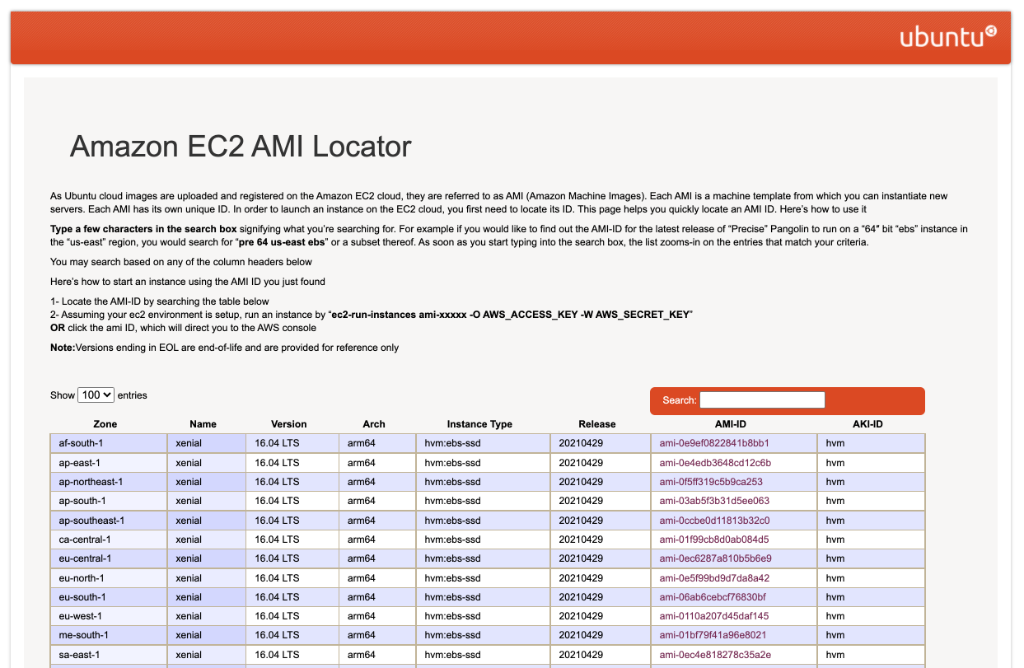 ubuntu
Amazon EC2 AMI Locator
As Ubuntu cloud images are uploaded and registered on the Amazon EC2 cloud, they are referred to as AMI (Amazon Machine Images). Each AMI is a machine template from which you can instantiate new
servers. Each AMI has its own unique ID. In order to launch an instance on the EC2 cloud, you first need to locate its ID. This page helps you quickly locate an AMI ID. Here's how to use it
Type a few characters in the search box signifying what you're searching for. For example if you would like to find out the AMI-ID for the latest release of "Precise" Pangolin to run on a "64" bit "ebs" instance in
the "us-east" region, you would search for "pre 64 us-east ebs" or a subset thereof. As soon as you start typing into the search box, the list zooms-in on the entries that match your criteria.
You may search based on any of the column headers below
Here's how to start an instance using the AMI ID you just found
1- Locate the AMI-ID by searching the table below
2- Assuming your ec2 environment is setup, run an instance by "ec2-run-instances ami-xxxxx -O AWS_ACCESS_KEY -W AWS_SECRET_KEY"
OR click the ami ID, which will direct you to the AWS console
Note:Versions ending in EOL are end-of-life and are provided for reference only
Show 100 entries Search:
Zone Name Version Arch Instance Type Release AMI-ID AKI-ID
af-south-1 xenial 16.04 LTS arm64 hvm:ebs-ssd 20210429 ami-0e9ef0822841b8bb1 hvm
ap-east-1 xenial 16.04 LTS arm64 hvm:ebs-ssd 20210429 ami-0e4edb3648cd12c6b hvm
ap-northeast-1 xenial 16.04 LTS arm64 hvm:ebs-ssd 20210429 ami-0f5ff319c5b9ca253 hvm
ap-south-1 xenial 16.04 LTS arm64 hvm:ebs-ssd 20210429 ami-03ab5f3b31d5ee063 hvm
ap-southeast-1 xenial 16.04 LTS arm64 hvm:ebs-ssd 20210429 ami-0ccbe0d11813b32c0 hvm
ca-central-1 xenial 16.04 LTS arm64 hvm:ebs-ssd 20210429 ami-01f99cb8d0ab084d5 hvm
eu-central-1 xenial 16.04 LTS arm64 hvm:ebs-ssd 20210429 ami-0ec6287a810b5b6e9 hvm
eu-north-1 xenial 16.04 LTS arm64 hvm:ebs-ssd 20210429 ami-0e5f99bd9d7da8a42 hvm
eu-south-1 xenial 16.04 LTS arm64 hvm:ebs-ssd 20210429 ami-06ab6cebcf76830bf hvm
eu-west-1 xenial 16.04 LTS arm64 hvm:ebs-ssd 20210429 ami-0110a207d45daf145 hvm
me-south-1 xenial 16.04 LTS arm64 hvm:ebs-ssd 20210429 ami-01bf79f41a96e8021 hvm
sa-east-1 xenial 16.04 LTS arm64 hvm:ebs-ssd 20210429 ami-0ec4e818278c35a2e hvm